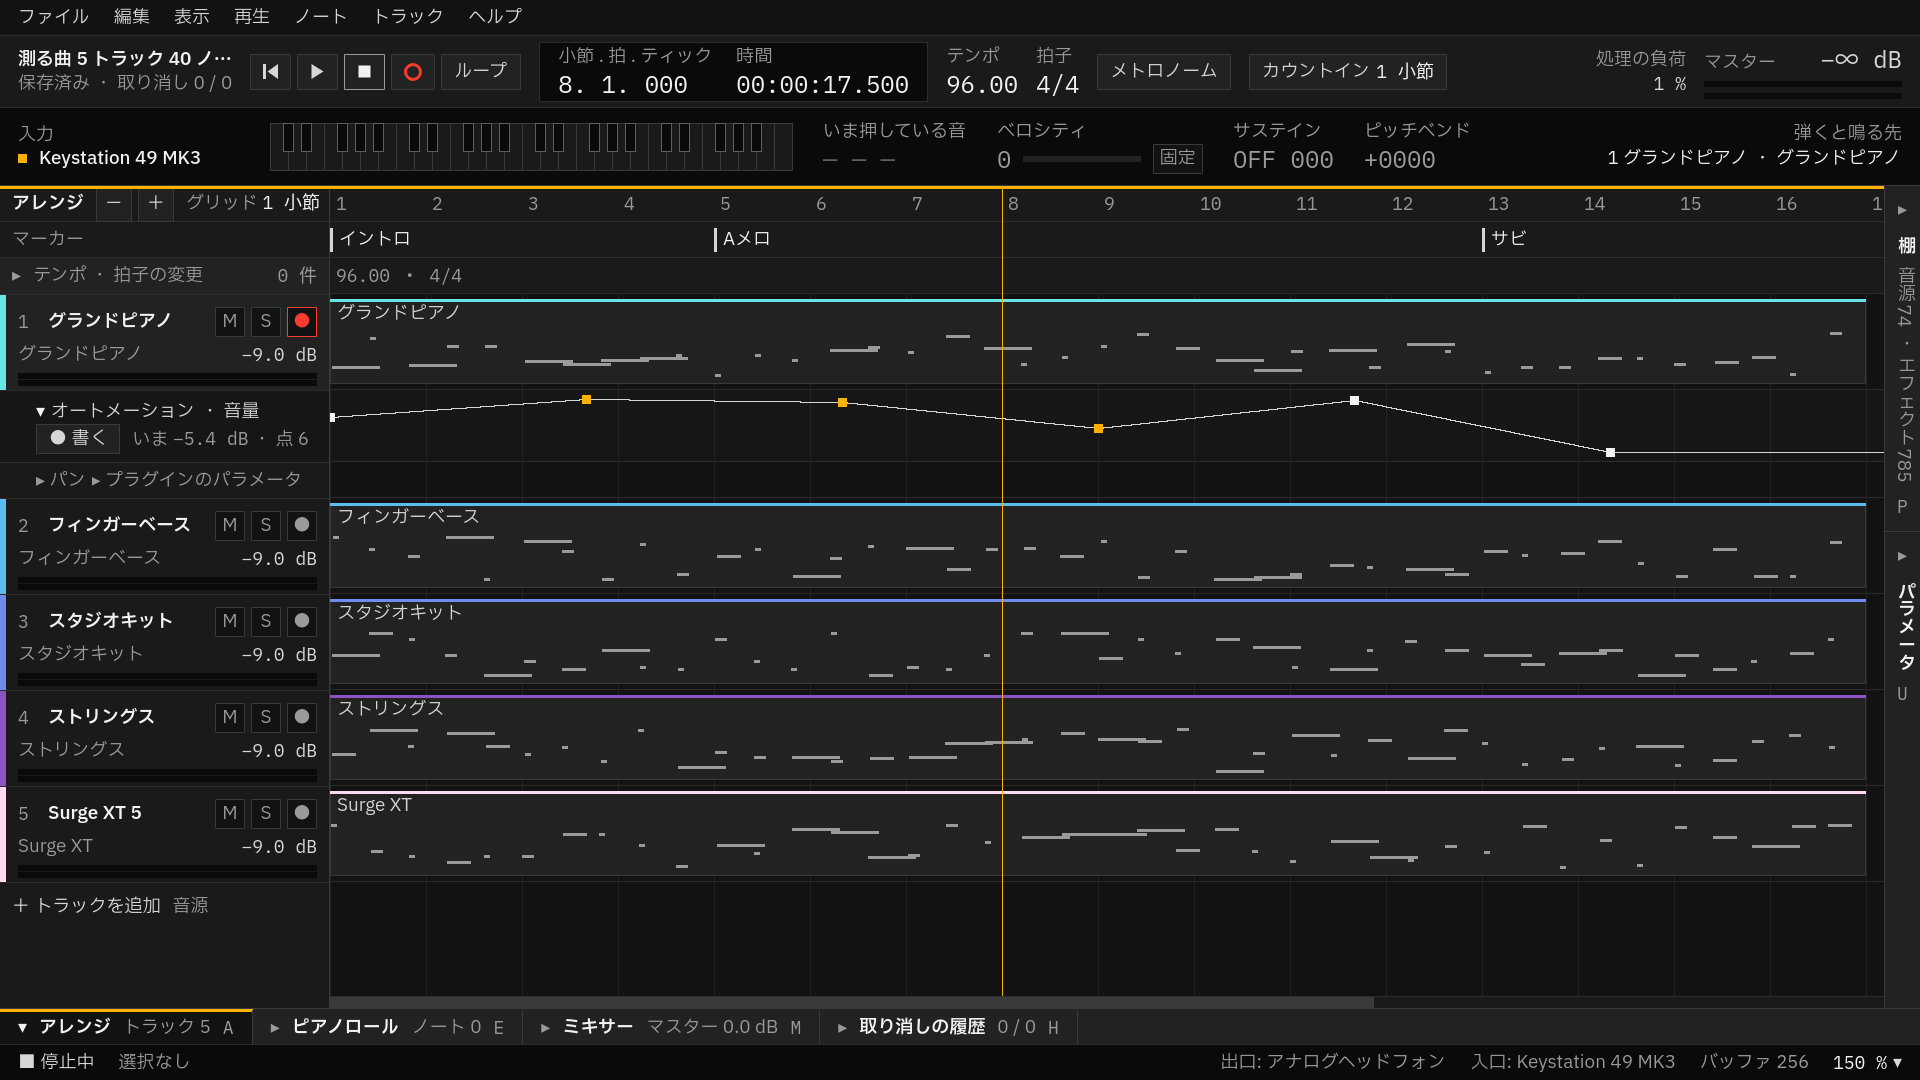 ファイル 編集 表示 再生 ノート トラック ヘルプ
測る曲 5 トラック 40 ノ…
保存済み ・ 取り消し 0 / 0
ループ
小節 . 拍 . ティック 時間
8. 1. 000 00:00:17.500
テンポ 拍子
96.00 4/4
メトロノーム
カウントイン 1 小節
処理の負荷
1 %
マスター −∞ dB
入力
Keystation 49 MK3
いま押している音
— — —
ベロシティ
0 固定
サステイン
OFF 000
ピッチベンド
+0000
弾くと鳴る先
1 グランドピアノ ・ グランドピアノ
アレンジ − + グリッド 1 小節
1 2 3 4 5 6 7 8 9 10 11 12 13 14 15 16 1
マーカー イントロ Aメロ サビ
▸ テンポ ・ 拍子の変更 0 件 96.00 • 4/4
1 グランドピアノ M S
グランドピアノ −9.0 dB
グランドピアノ
▾ オートメーション ・ 音量
● 書く いま −5.4 dB ・ 点 6
▸ パン ▸ プラグインのパラメータ
2 フィンガーベース M S
フィンガーベース −9.0 dB
フィンガーベース
3 スタジオキット M S
スタジオキット −9.0 dB
スタジオキット
4 ストリングス M S
ストリングス −9.0 dB
ストリングス
5 Surge XT 5 M S
Surge XT −9.0 dB
Surge XT
+ トラックを追加 音源
▸ 棚 音源 74 ・ エフェクト 785 P
▸ パラメータ U
▾ アレンジ トラック 5 A
▸ ピアノロール ノート 0 E
▸ ミキサー マスター 0.0 dB M
▸ 取り消しの履歴 0 / 0 H
■ 停止中 選択なし
出口: アナログヘッドフォン 入口: Keystation 49 MK3 バッファ 256 150 % ▾